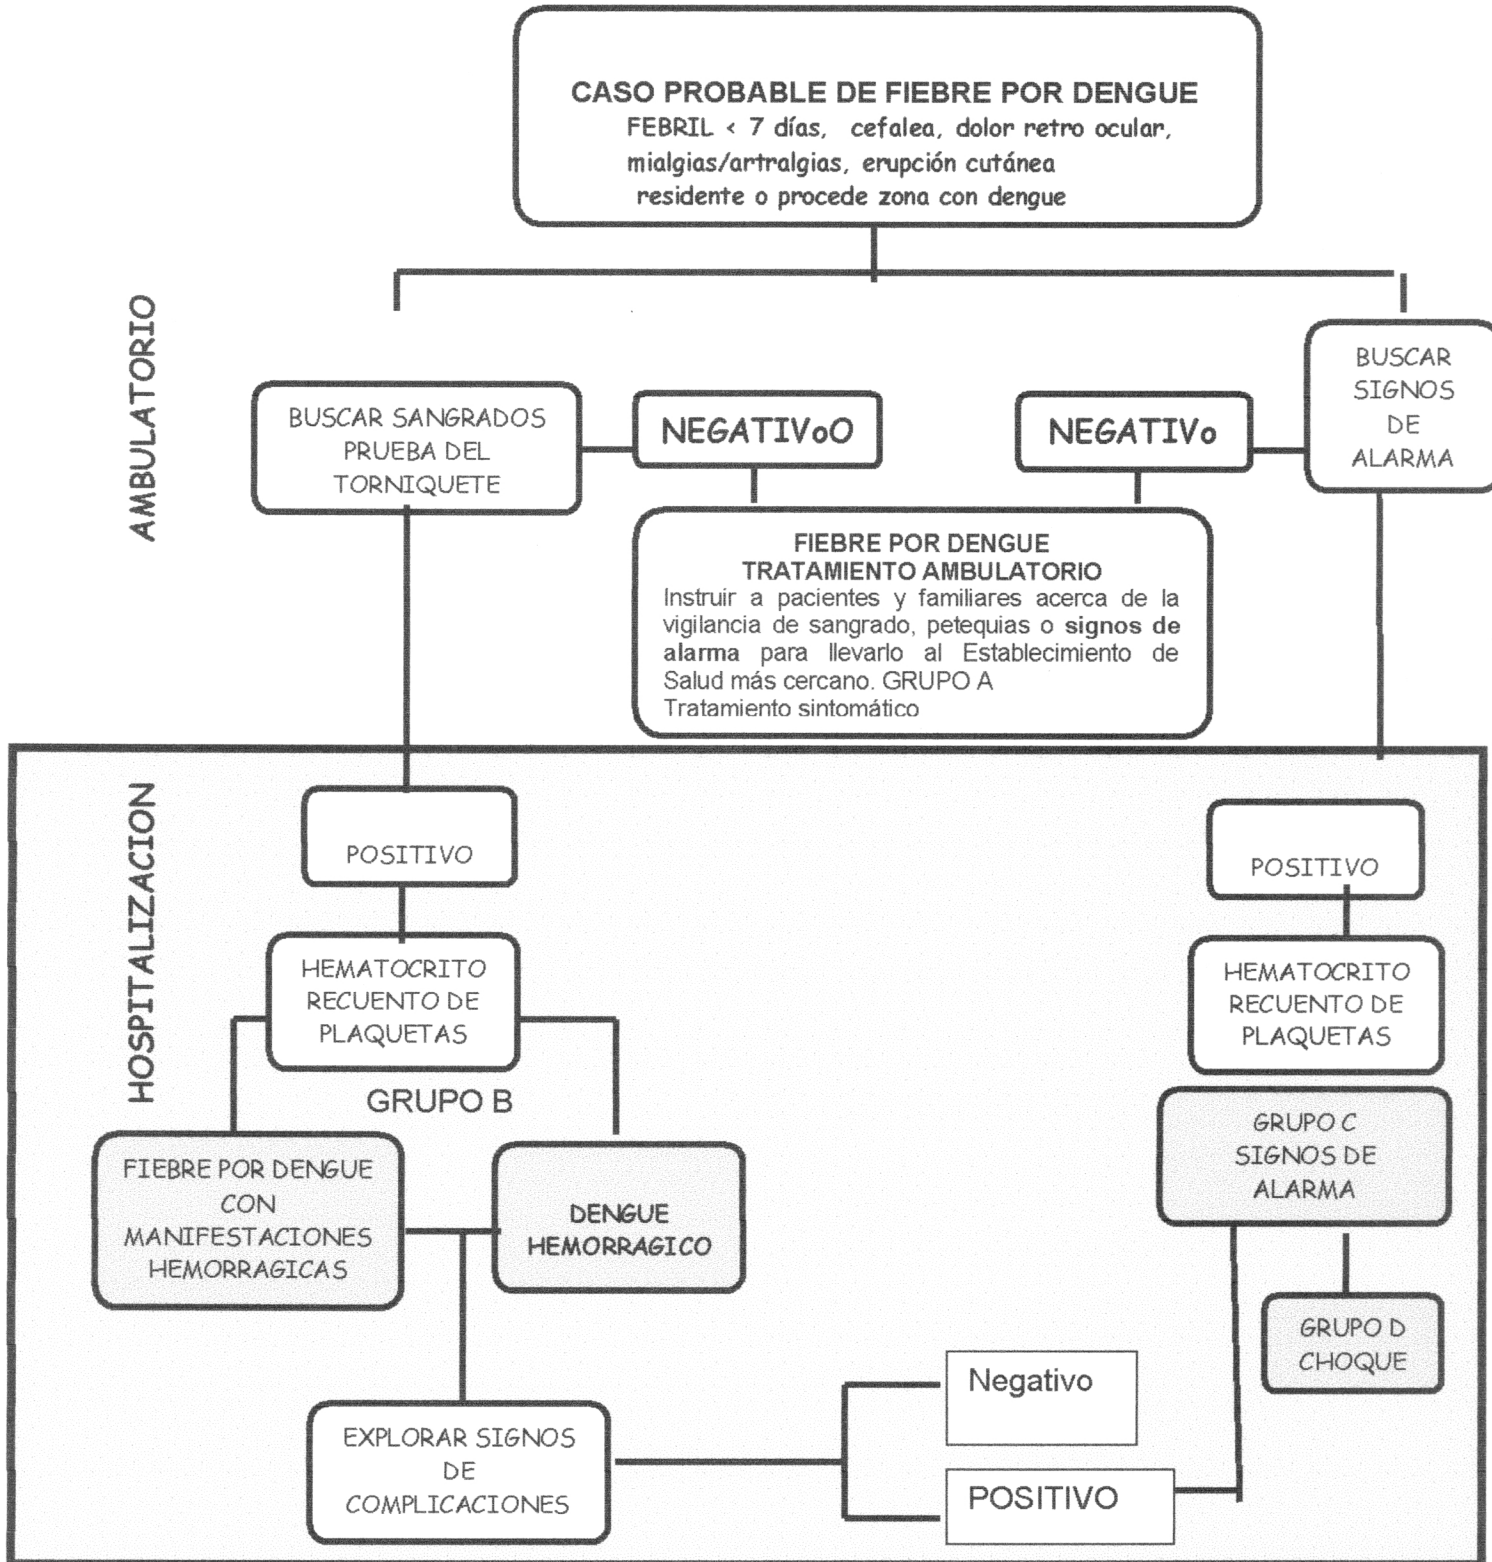 CASO PROBABLE DE FIEBRE POR DENGUE
FEBRIL < 7 días, cefalea, dolor retro ocular,
mialgias/artralgias, erupción cutánea
residente o procede zona con dengue
AMBULATORIO
BUSCAR SANGRADOS
PRUEBA DEL
TORNIQUETE
NEGATIVoO
NEGATIVo
BUSCAR
SIGNOS
DE
ALARMA
FIEBRE POR DENGUE
TRATAMIENTO AMBULATORIO
Instruir a pacientes y familiares acerca de la
vigilancia de sangrado, petequias o signos de
alarma para llevarlo al Establecimiento de
Salud más cercano. GRUPO A
Tratamiento sintomático
HOSPITALIZACION
POSITIVO
POSITIVO
HEMATOCRITO
RECUENTO DE
PLAQUETAS
HEMATOCRITO
RECUENTO DE
PLAQUETAS
GRUPO B
FIEBRE POR DENGUE
CON
MANIFESTACIONES
HEMORRAGICAS
DENGUE
HEMORRAGICO
GRUPO C
SIGNOS DE
ALARMA
GRUPO D
CHOQUE
EXPLORAR SIGNOS
DE
COMPLICACIONES
Negativo
POSITIVO